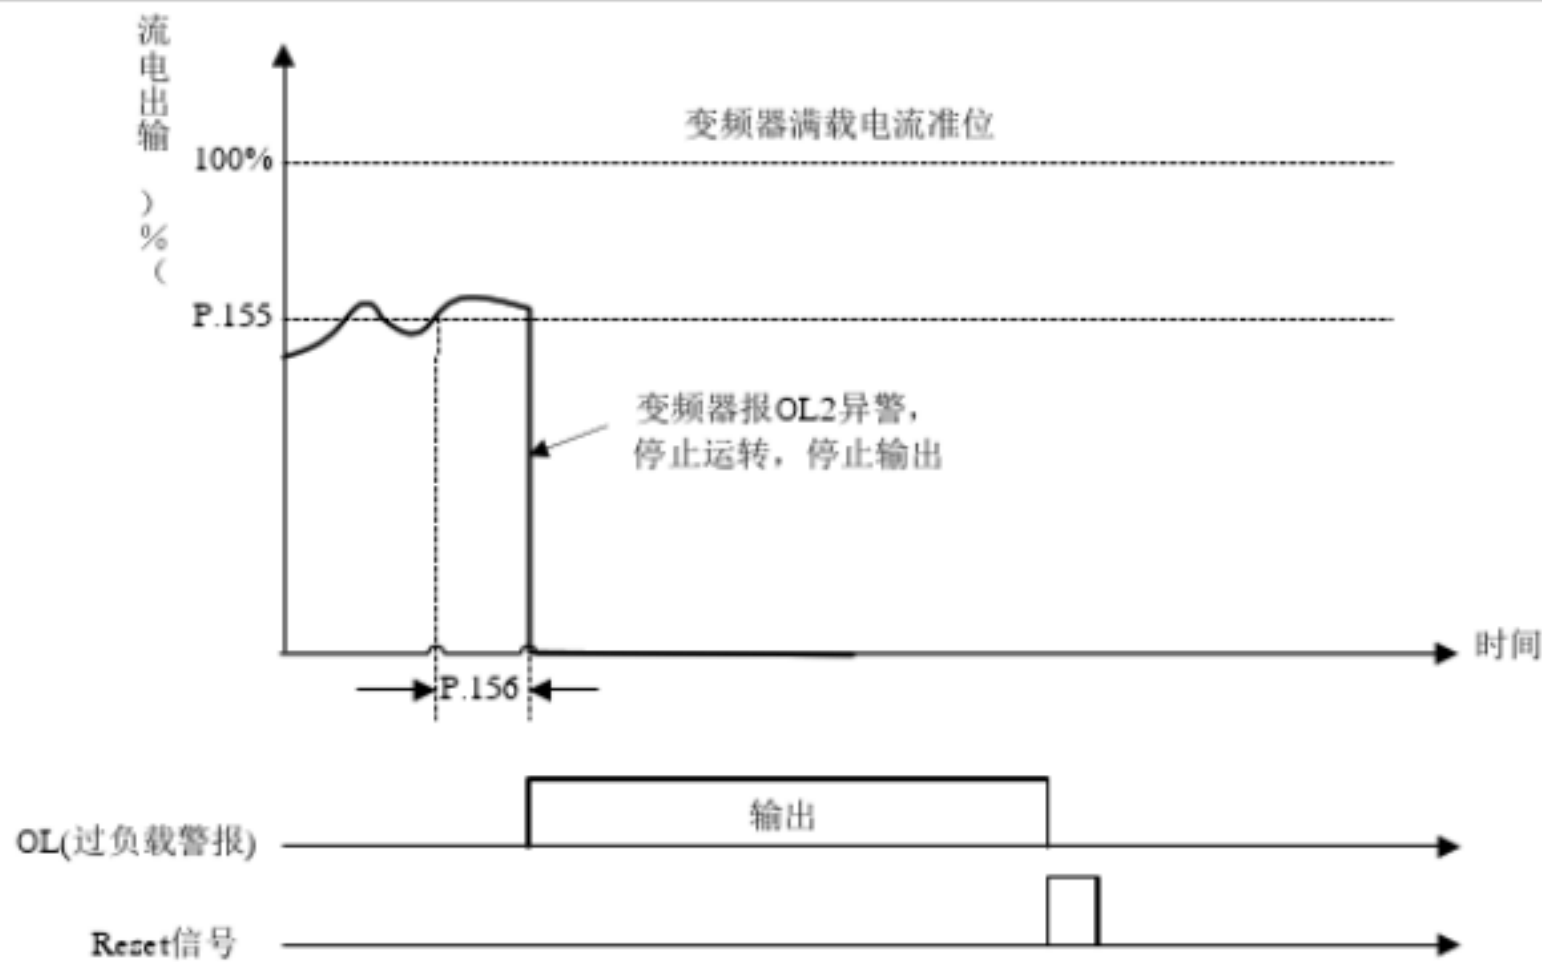 流电出输 )%(
变频器满载电流准位
100%
P.155
变频器报OL2异警，
停止运转，停止输出
时间
P.156
输出
OL(过负载警报)
Reset信号